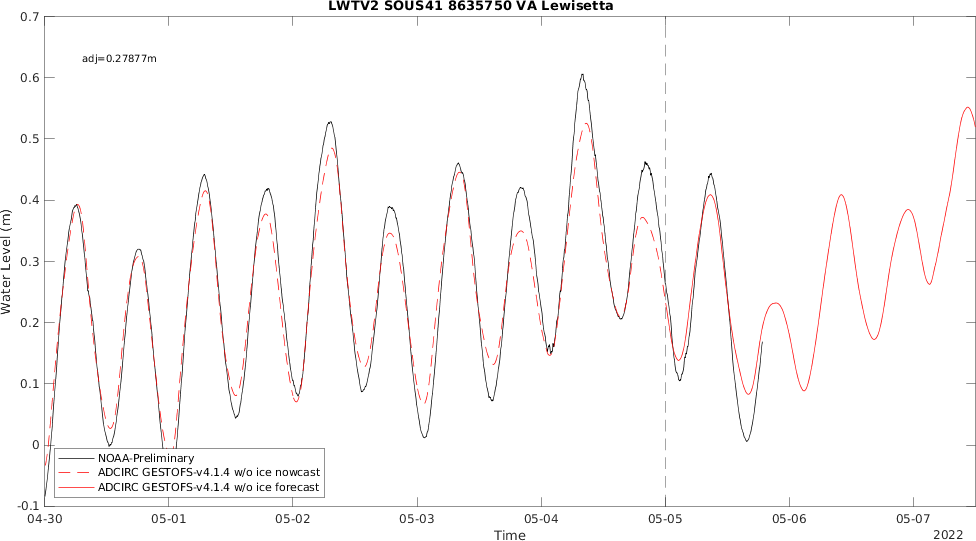 LWTV2 SOUS41 8635750 VA Lewisetta
adj=0.27877m
Water Level (m)
0.7
0.6
0.5
0.4
0.3
0.2
0.1
0
-0.1
NOAA-Preliminary
ADCIRC GESTOFS-v4.1.4 w/o ice nowcast
ADCIRC GESTOFS-v4.1.4 w/o ice forecast
04-30 05-01 05-02 05-03 05-04 05-05 05-06 05-07
Time
2022